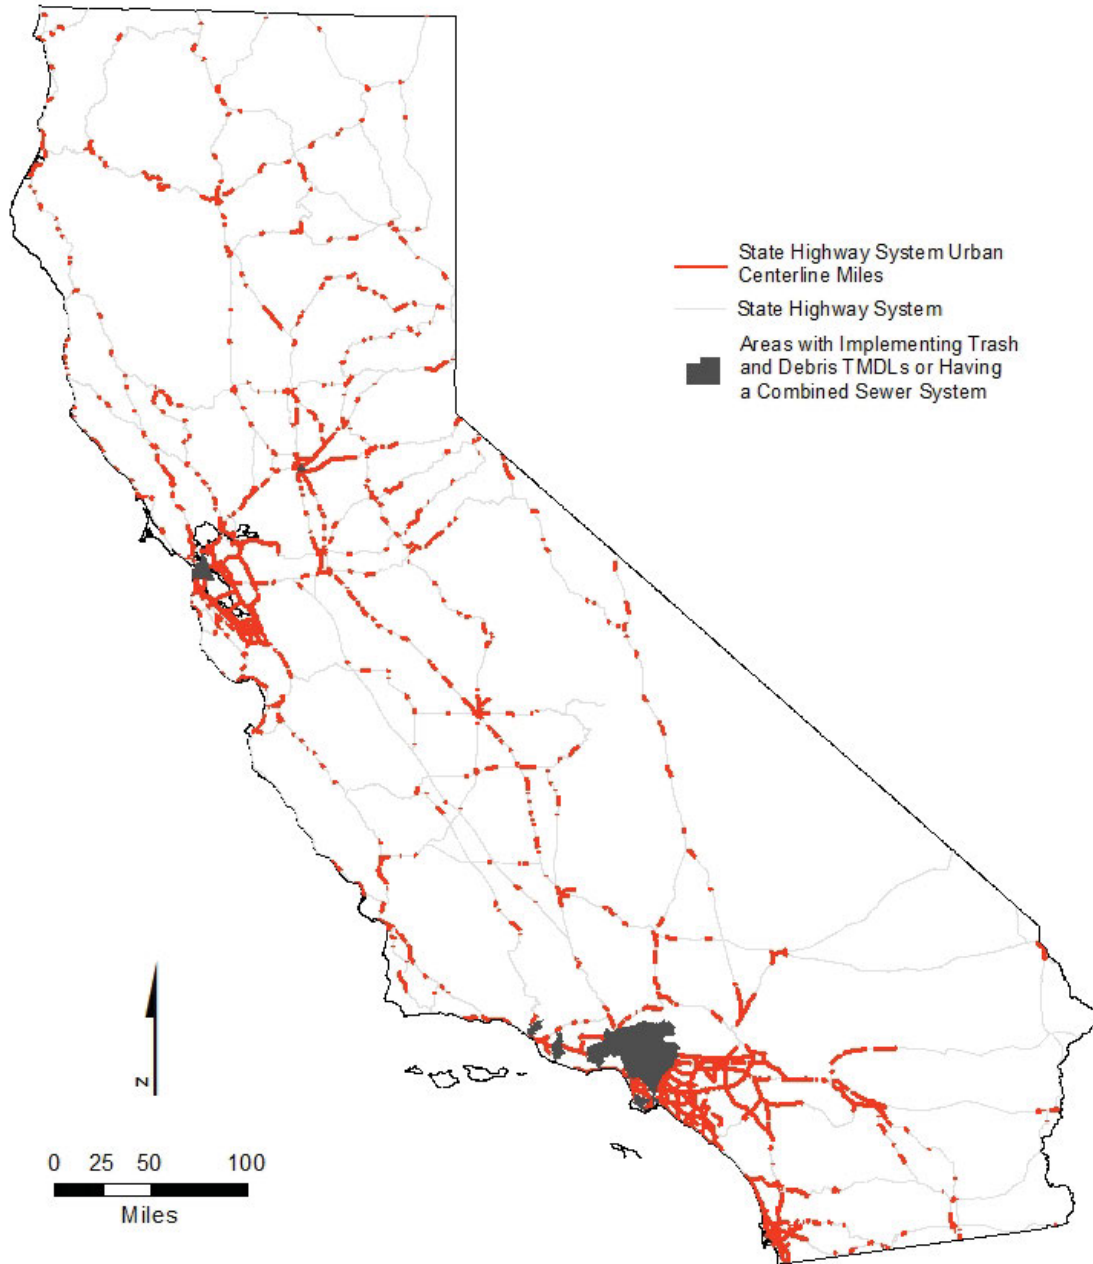 State Highway System Urban
Centerline Miles
State Highway System
Areas with Implementing Trash
and Debris TMDLs or Having
a Combined Sewer System
N
0 25 50 100
Miles